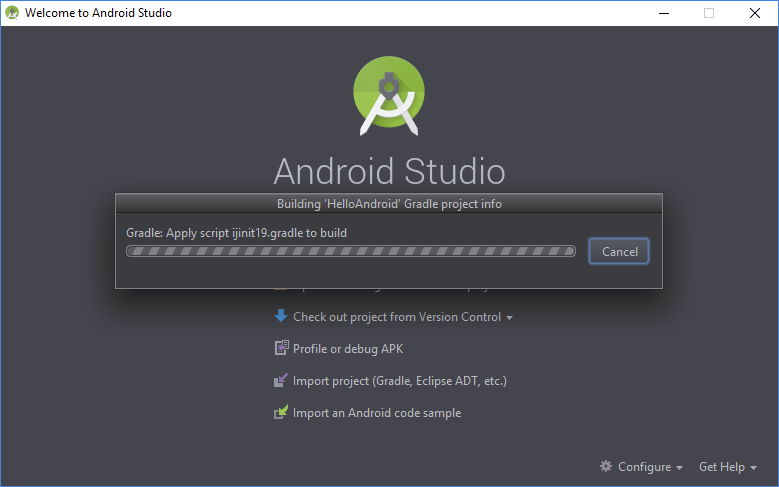 Welcome to Android Studio
Android Studio
Building 'HelloAndroid' Gradle project info
Gradle: Apply script ijinit19.gradle to build
Cancel
Check out project from Version Control
Profile or debug APK
Import project (Gradle, Eclipse ADT, etc.)
Import an Android code sample
Configure
Get Help